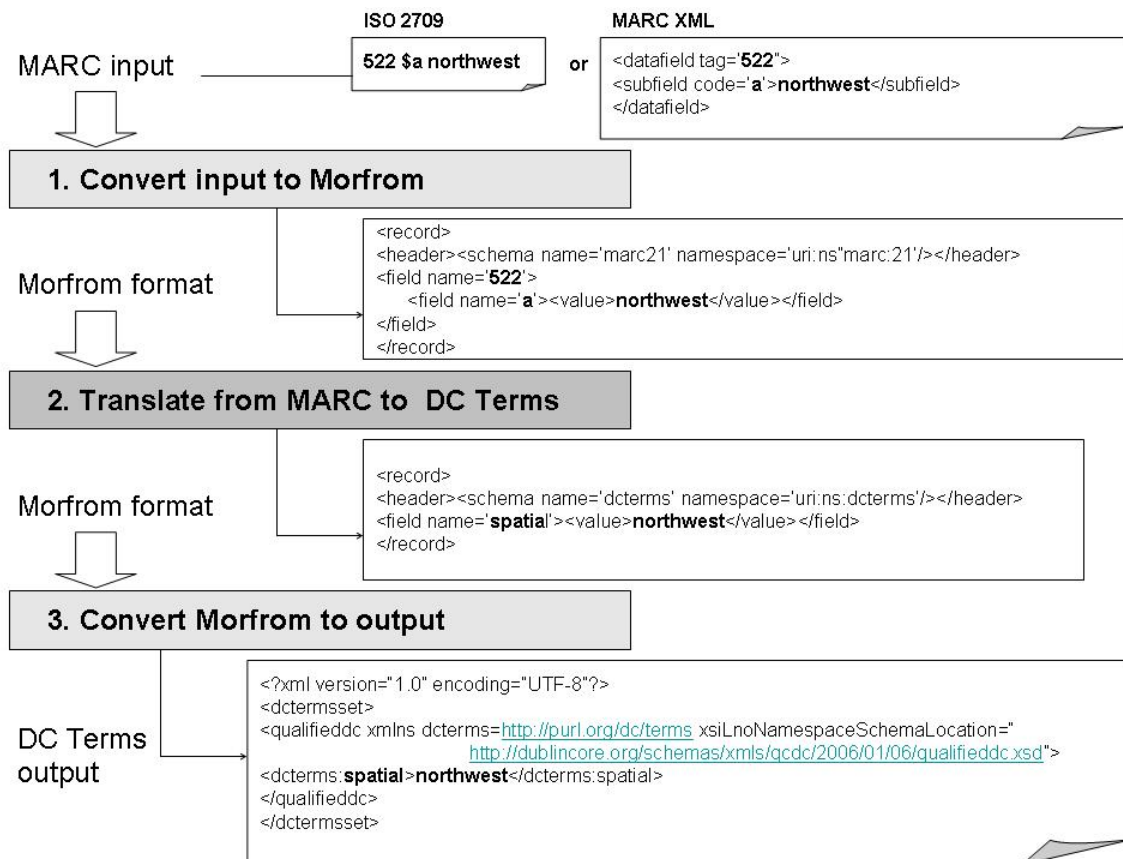 ISO 2709
MARC XML
MARC input
522 $a northwest
or
<datafield tag='522">
<subfield code='a'>northwest</subfield>
</datafield>
1. Convert input to Morfrom
Morfrom format
<record>
<header><schema name='marc21' namespace='uri:ns"marc:21'/></header>
<field name='522'>
<field name='a'><value>northwest</value></field>
</field>
</record>
2. Translate from MARC to DC Terms
Morfrom format
<record>
<header><schema name='dcterms' namespace='uri:ns:dcterms'/></header>
<field name='spatial'><value>northwest</value></field>
</record>
3. Convert Morfrom to output
DC Terms
output
<?xml version="1.0" encoding="UTF-8"?>
<dctermsset>
<qualifieddc xmlns dcterms=http://purl.org/dc/terms xsiLnoNamespaceSchemaLocation="
http://dublincore.org/schemas/xmls/qcdc/2006/01/06/qualifieddc.xsd">
<dcterms:spatial>northwest</dcterms:spatial>
</qualifieddc>
</dctermsset>